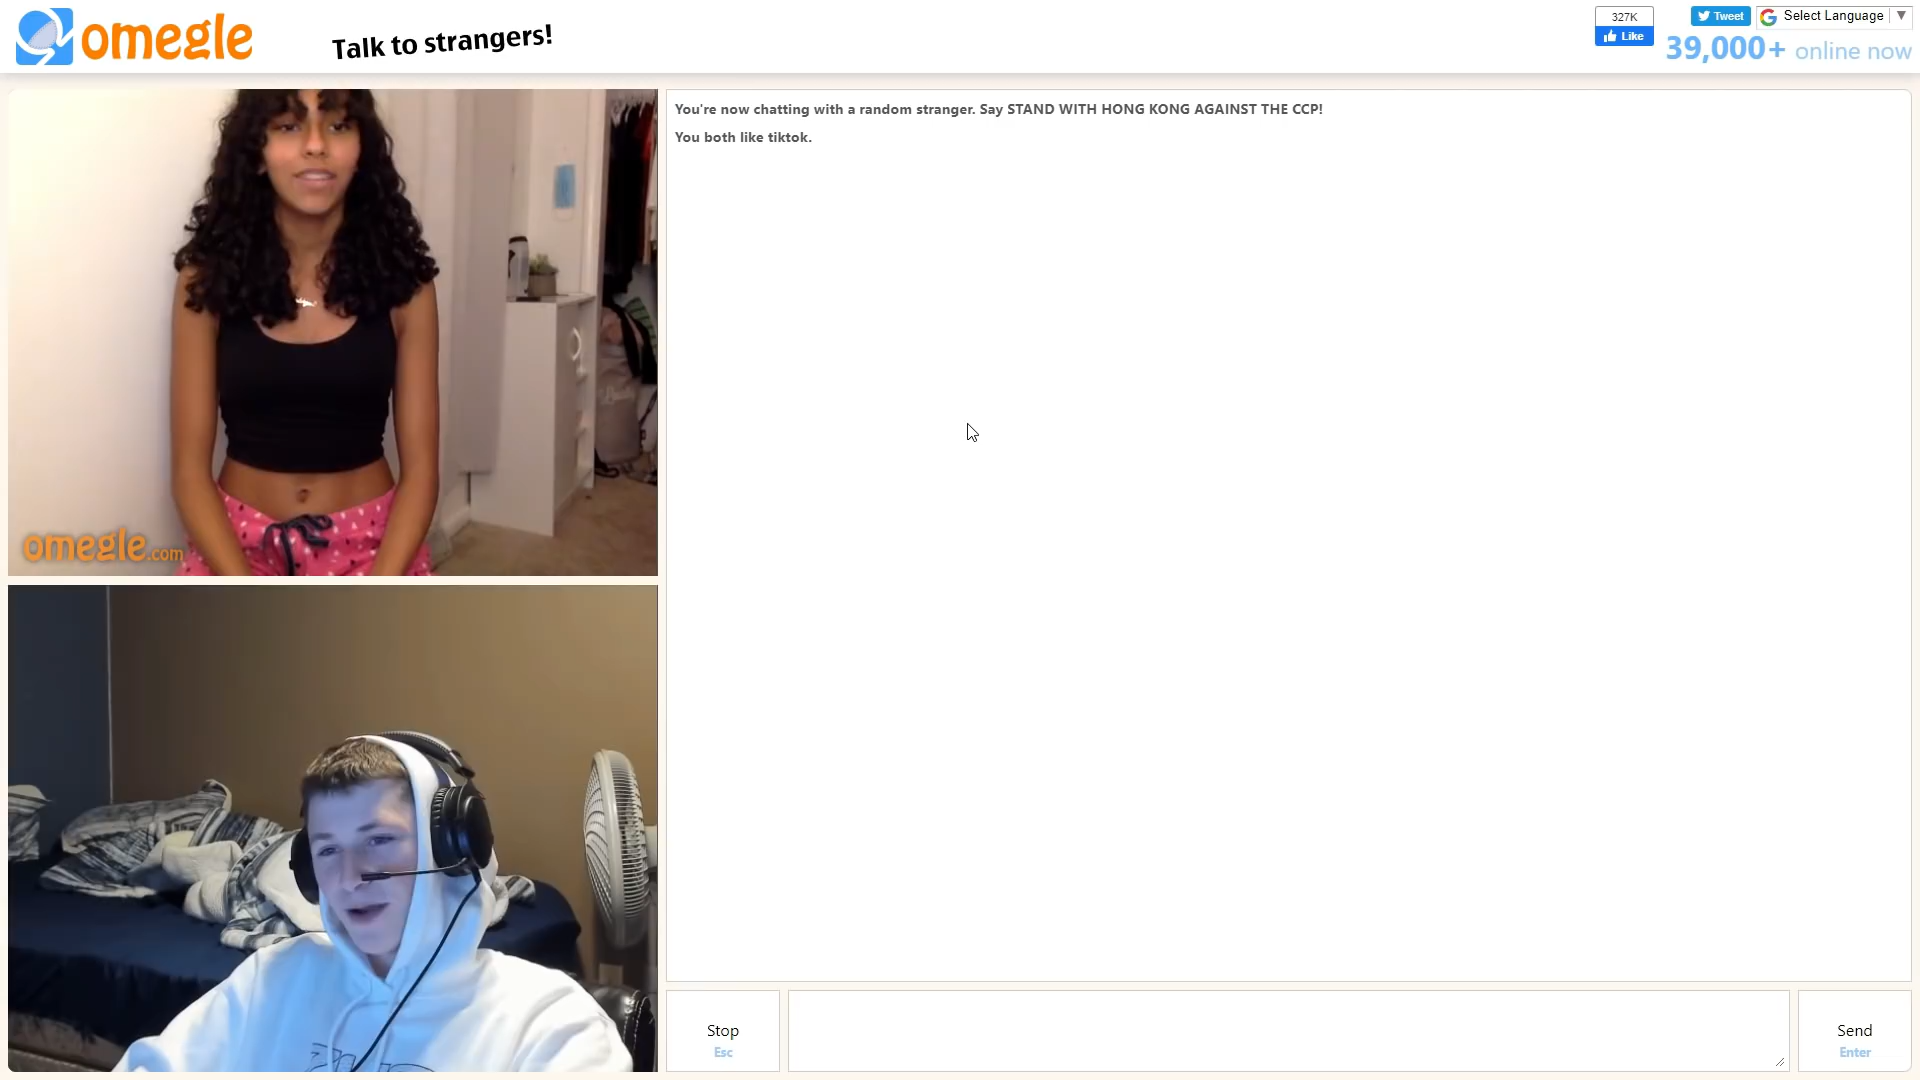 omegle
Talk to strangers!
327K
Like
Tweet
Select Language
39,000+ online now
You're now chatting with a random stranger. Say STAND WITH HONG KONG AGAINST THE CCP!
You both like tiktok.
omegle.com
Stop
Esc
Send
Enter